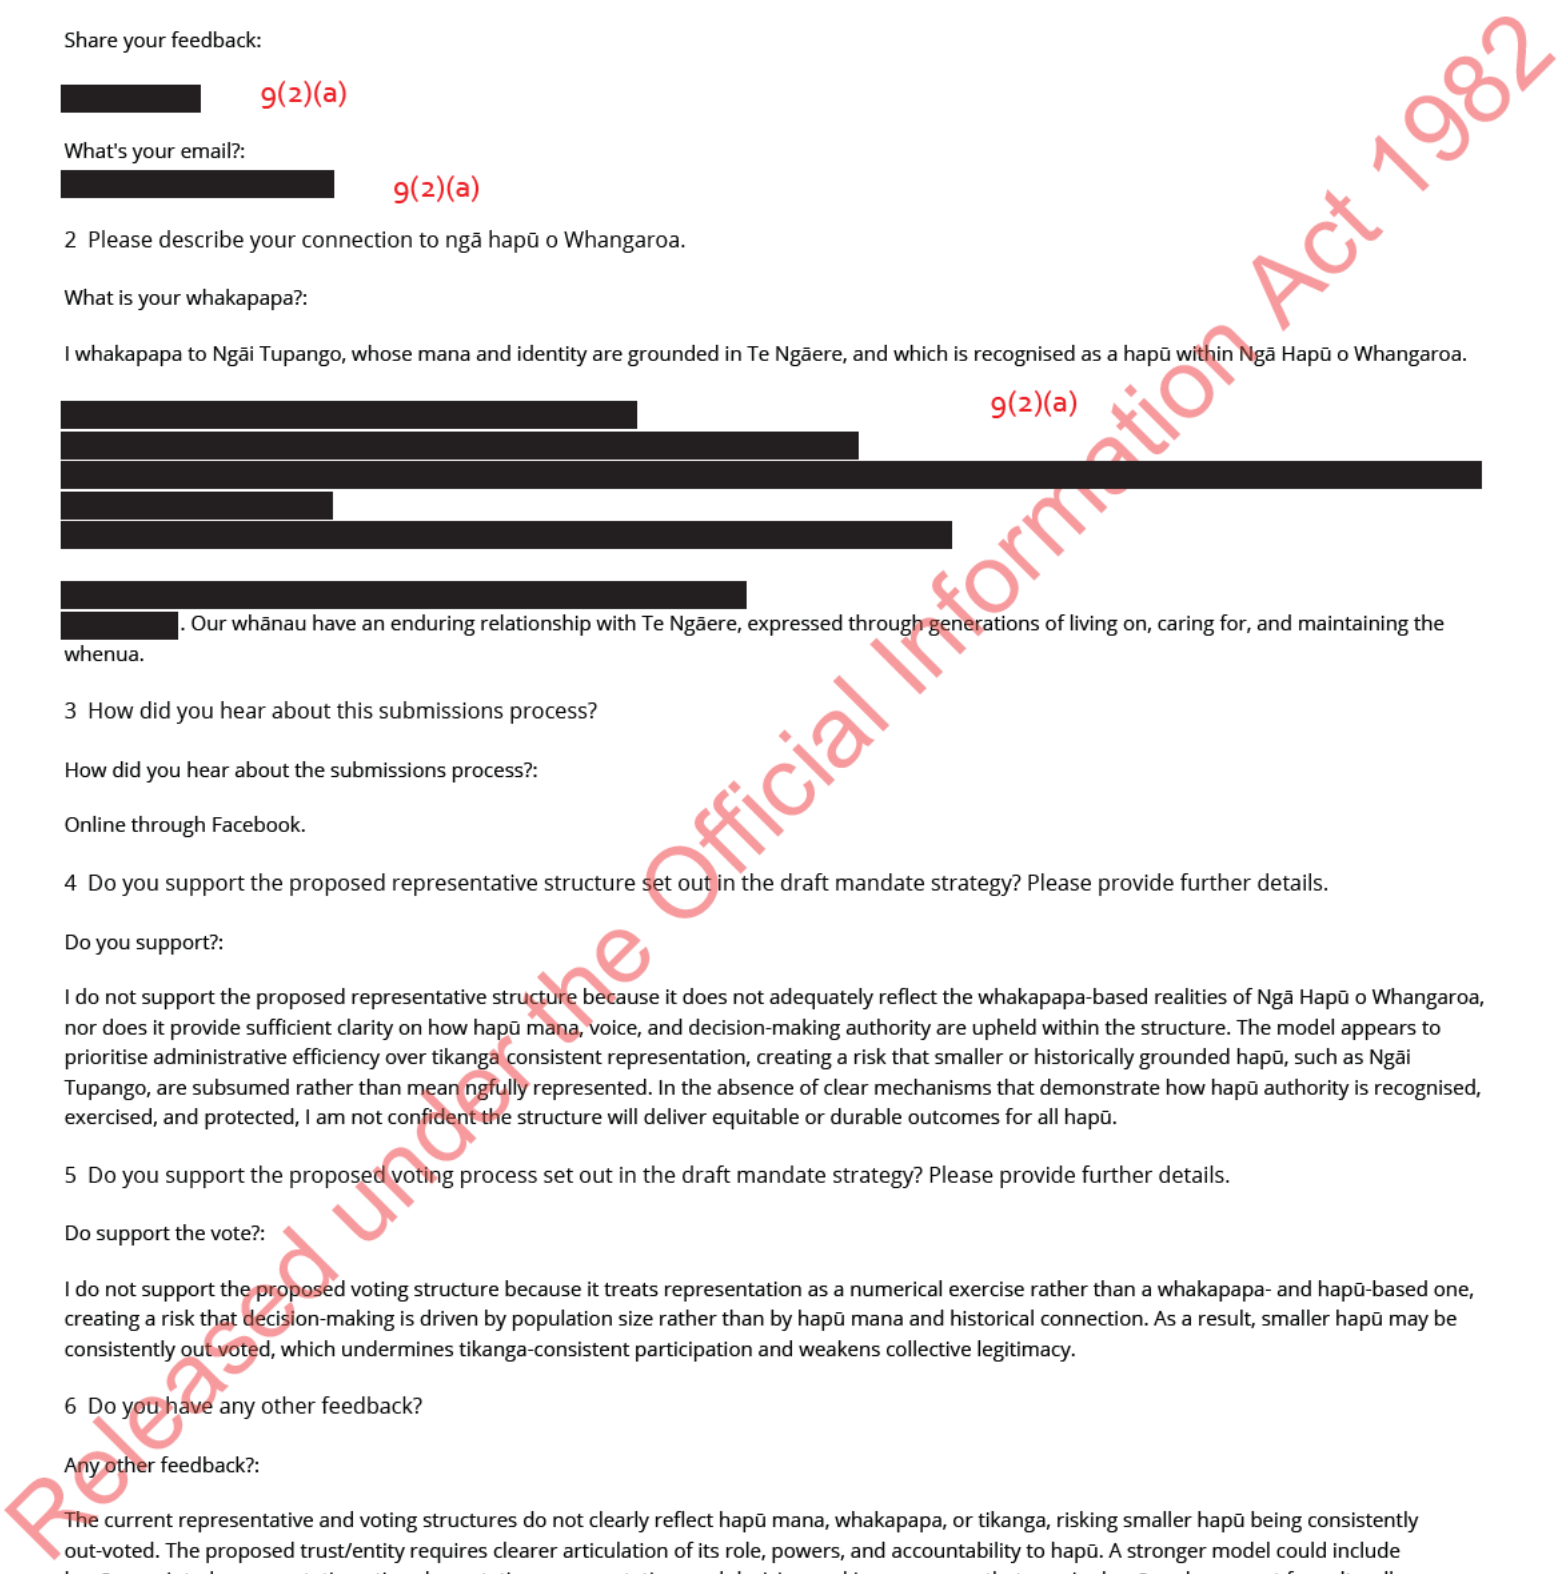 Share your feedback:
9(2)(a)
What's your email?:
9(2)(a)
2 Please describe your connection to ngā hapū o Whangaroa.
What is your whakapapa?:
I whakapapa to Ngāi Tupango, whose mana and identity are grounded in Te Ngāere, and which is recognised as a hapū within Ngā Hapū o Whangaroa.
9(2)(a)
. Our whānau have an enduring relationship with Te Ngāere, expressed through generations of living on, caring for, and maintaining the
whenua.
3 How did you hear about this submissions process?
How did you hear about the submissions process?:
Online through Facebook.
4 Do you support the proposed representative structure set out in the draft mandate strategy? Please provide further details.
Do you support?:
I do not support the proposed representative structure because it does not adequately reflect the whakapapa-based realities of Ngā Hapū o Whangaroa,
nor does it provide sufficient clarity on how hapū mana, voice, and decision-making authority are upheld within the structure. The model appears to
prioritise administrative efficiency over tikanga consistent representation, creating a risk that smaller or historically grounded hapū, such as Ngāi
Tupango, are subsumed rather than mean ngfully represented. In the absence of clear mechanisms that demonstrate how hapū authority is recognised,
exercised, and protected, I am not confident the structure will deliver equitable or durable outcomes for all hapū.
5 Do you support the proposed voting process set out in the draft mandate strategy? Please provide further details.
Do support the vote?:
I do not support the proposed voting structure because it treats representation as a numerical exercise rather than a whakapapa- and hapū-based one,
creating a risk that decision-making is driven by population size rather than by hapū mana and historical connection. As a result, smaller hapū may be
consistently out voted, which undermines tikanga-consistent participation and weakens collective legitimacy.
6 Do you have any other feedback?
Any other feedback?:
The current representative and voting structures do not clearly reflect hapū mana, whakapapa, or tikanga, risking smaller hapū being consistently
out-voted. The proposed trust/entity requires clearer articulation of its role, powers, and accountability to hapū. A stronger model could include
Released under the Official Information Act 1982